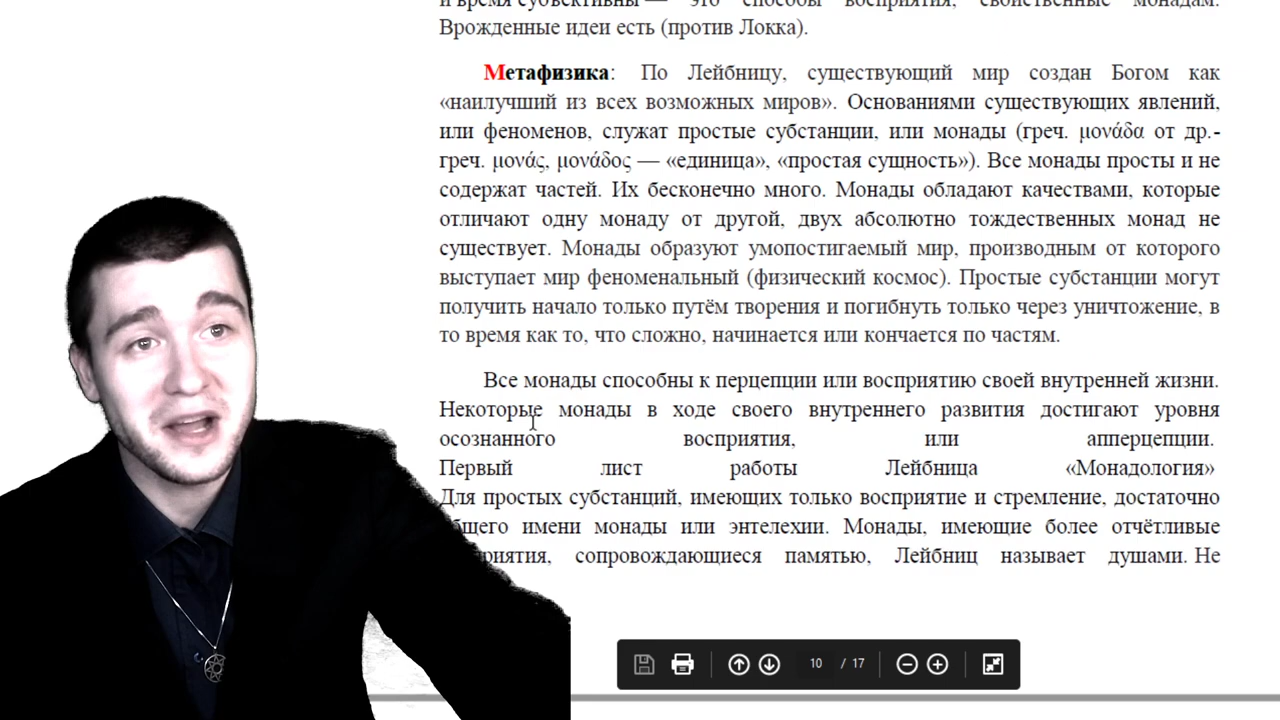 Врожденные идеи есть (против Локка).
Метафизика: По Лейбницу, существующий мир создан Богом как
«наилучший из всех возможных миров». Основаниями существующих явлений,
или феноменов, служат простые субстанции, или монады (греч. μονάδα от др.-
греч. μονάς, μονάδος — «единица», «простая сущность»). Все монады просты и не
содержат частей. Их бесконечно много. Монады обладают качествами, которые
отличают одну монаду от другой, двух абсолютно тождественных монад не
существует. Монады образуют умопостигаемый мир, производным от которого
выступает мир феноменальный (физический космос). Простые субстанции могут
получить начало только путём творения и погибнуть только через уничтожение, в
то время как то, что сложно, начинается или кончается по частям.
Все монады способны к перцепции или восприятию своей внутренней жизни.
Некоторые монады в ходе своего внутреннего развития достигают уровня
осознанного восприятия, или апперцепции.
Первый лист работы Лейбница «Монадология»
Для простых субстанций, имеющих только восприятие и стремление, достаточно
имени монады или энтелехии. Монады, имеющие более отчётливые
сопровождающиеся памятью, Лейбниц называет душами. Не
10 / 17